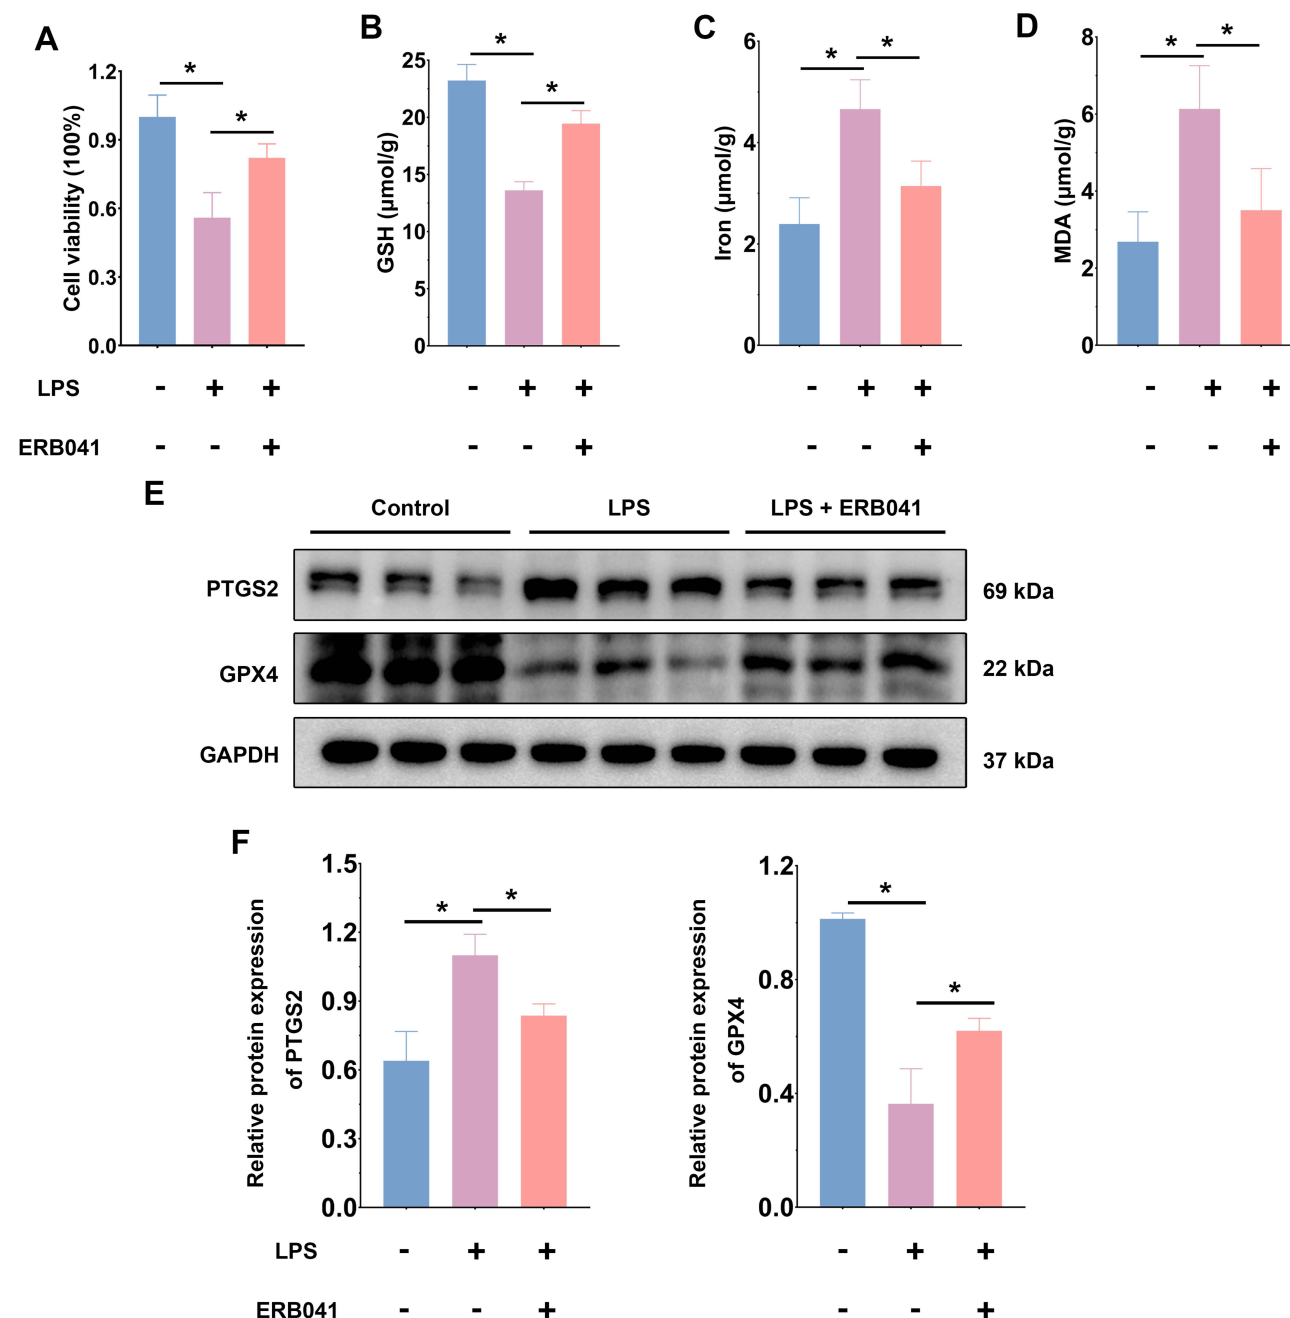 A
Cell viability (100%)
1.2
0.9
0.6
0.3
0.0
*
*
B
GSH (μmol/g)
25
20
15
10
5
0
*
*
C
Iron (μmol/g)
6
4
2
0
*
*
D
MDA (μmol/g)
8
6
4
2
0
*
*
LPS - + + - + + - + + - + +
ERB041 - - + - - + - - + - - +
E
Control LPS LPS + ERB041
PTGS2 69 kDa
GPX4 22 kDa
GAPDH 37 kDa
F
Relative protein expression
of PTGS2
1.5
1.2
0.9
0.6
0.3
0.0
*
*
Relative protein expression
of GPX4
1.2
0.8
0.4
0.0
*
*
LPS - + + - + +
ERB041 - - + - - +